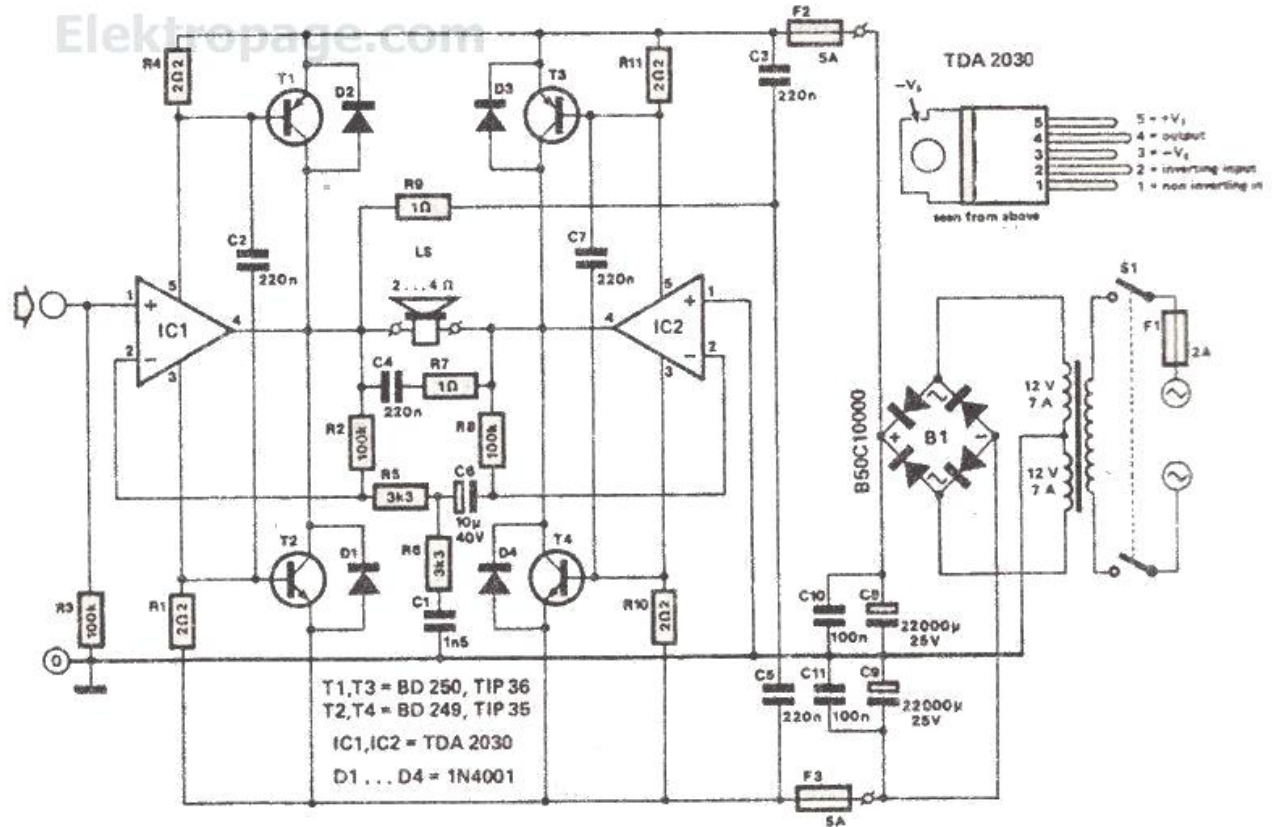 Elektropage.com
F2
5A
R4
2Ω2
T1
D2
D3
T3
R11
2Ω2
C3
220n
TDA 2030
-Vs
5
4
3
2
1
5 = +Vs
4 = output
3 = -Vs
2 = inverting input
1 = non inverting in
seen from above
R9
1Ω
C2
220n
LS
2...4 Ω
C7
220n
1
+
2
−
5
IC1
4
3
4
5
IC2
3
+
1
−
2
C4
220n
R7
1Ω
R2
100k
R8
100k
R5
3k3
C6
10µ
40V
R6
3k3
C1
1n5
T2
D1
D4
T4
R3
100k
0
R1
2Ω2
R10
2Ω2
S1
F1
2A
12 V
7 A
12 V
7 A
B1
+
−
B50C10000
C10
100n
C8
22000µ
25V
C5
220n
C11
100n
C9
22000µ
25V
F3
5A
T1,T3 = BD 250, TIP 36
T2,T4 = BD 249, TIP 35
IC1,IC2 = TDA 2030
D1 ... D4 = 1N4001